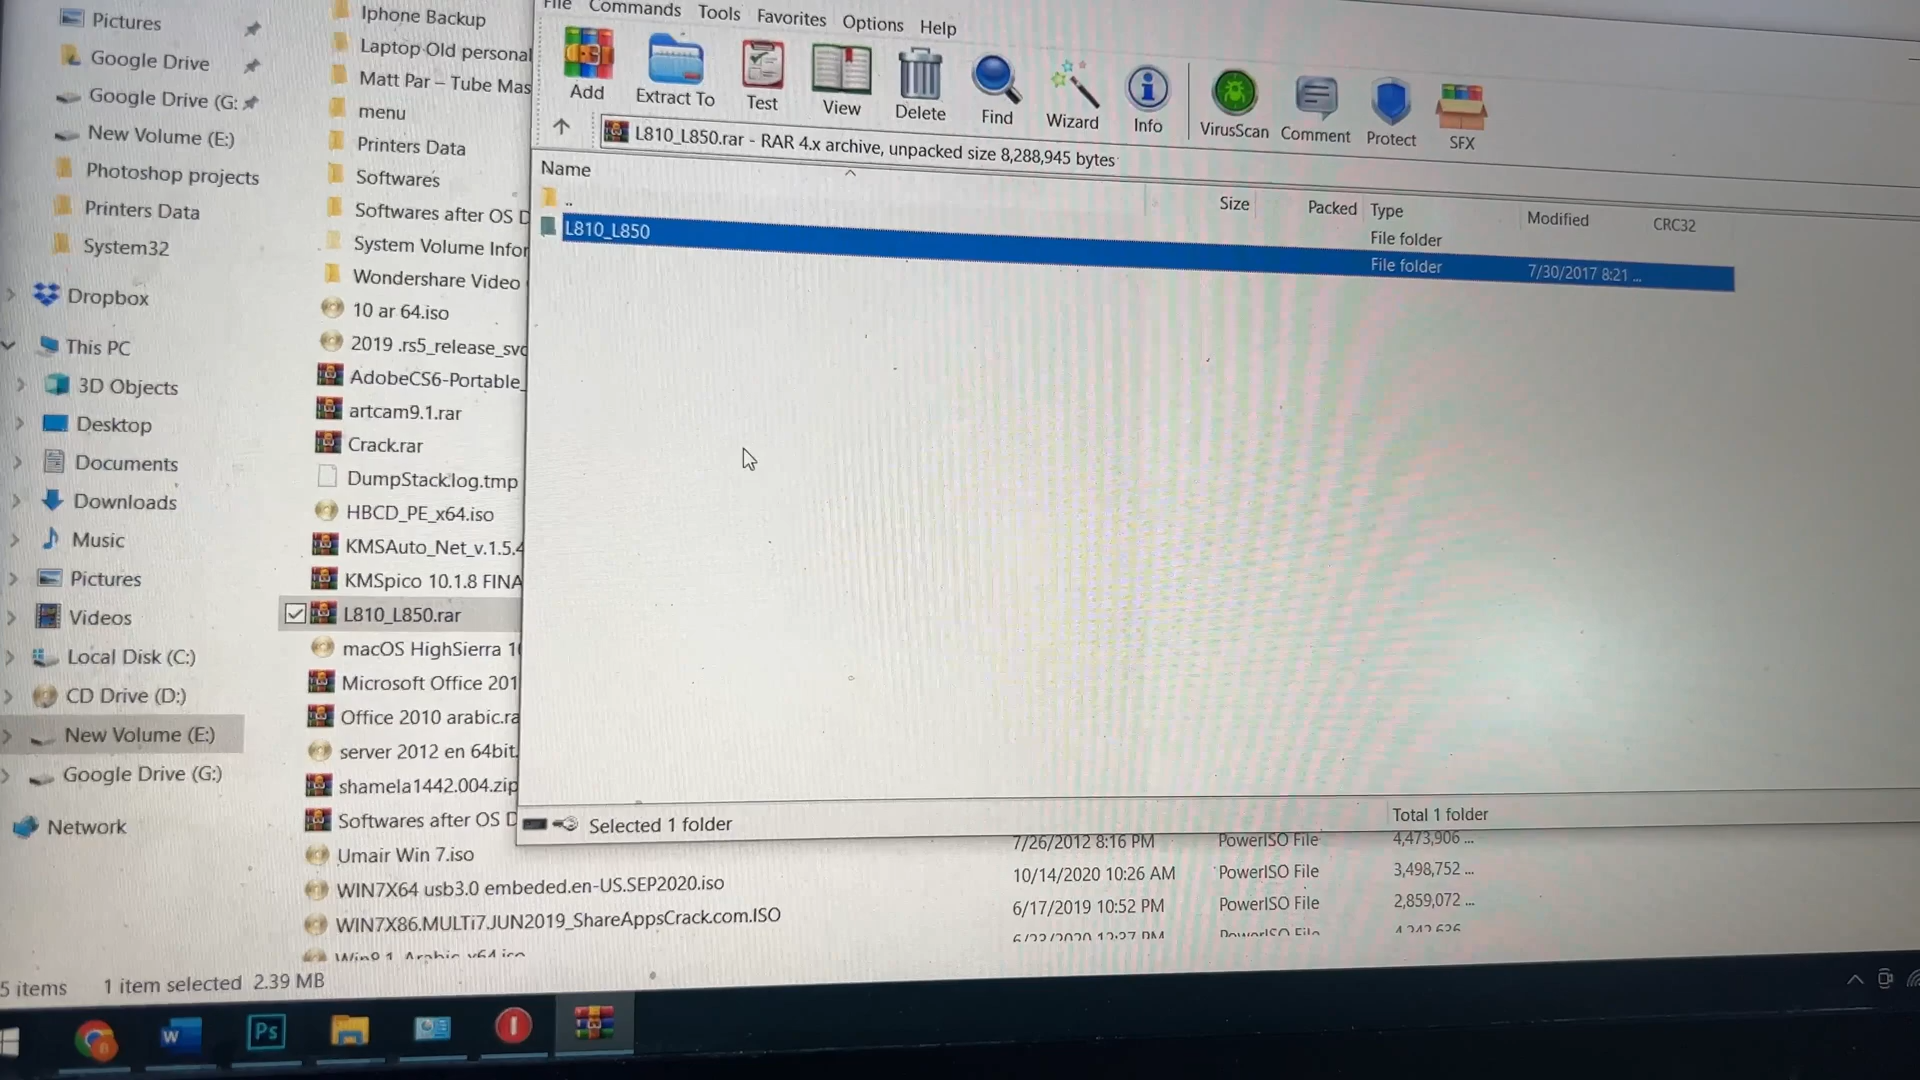 Pictures
Google Drive
Google Drive (G:
New Volume (E:)
Photoshop projects
Printers Data
System32
Dropbox
This PC
3D Objects
Desktop
Documents
Downloads
Music
Pictures
Videos
Local Disk (C:)
CD Drive (D:)
New Volume (E:)
Google Drive (G:)
Network
Iphone Backup
Laptop Old personal
Matt Par – Tube Mas
menu
Printers Data
Softwares
Softwares after OS D
System Volume Infor
Wondershare Video
10 ar 64.iso
2019 .rs5_release_svc
AdobeCS6-Portable_
artcam9.1.rar
Crack.rar
DumpStack.log.tmp
HBCD_PE_x64.iso
KMSAuto_Net_v.1.5.4
KMSpico 10.1.8 FINA
L810_L850.rar
macOS HighSierra 10
Microsoft Office 201
Office 2010 arabic.ra
server 2012 en 64bit.
shamela1442.004.zip
Softwares after OS D
Umair Win 7.iso
WIN7X64 usb3.0 embeded.en-US.SEP2020.iso
WIN7X86.MULTi7.JUN2019_ShareAppsCrack.com.ISO
Win8.1 Arabic x64.iso
File Commands Tools Favorites Options Help
Add Extract To Test View Delete Find Wizard Info VirusScan Comment Protect SFX
L810_L850.rar - RAR 4.x archive, unpacked size 8,288,945 bytes
Name Size Packed Type Modified CRC32
.. File folder
L810_L850 File folder 7/30/2017 8:21 ...
Selected 1 folder Total 1 folder
7/26/2012 8:16 PM PowerISO File 4,473,906 ...
10/14/2020 10:26 AM PowerISO File 3,498,752 ...
6/17/2019 10:52 PM PowerISO File 2,859,072 ...
PowerISO File
5 items 1 item selected 2.39 MB
W
Ps